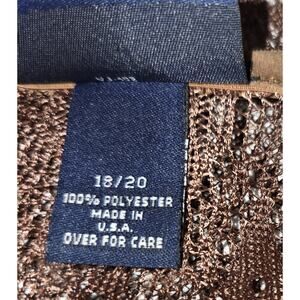 18/20
100% POLYESTER
MADE IN
U.S.A.
OVER FOR CARE